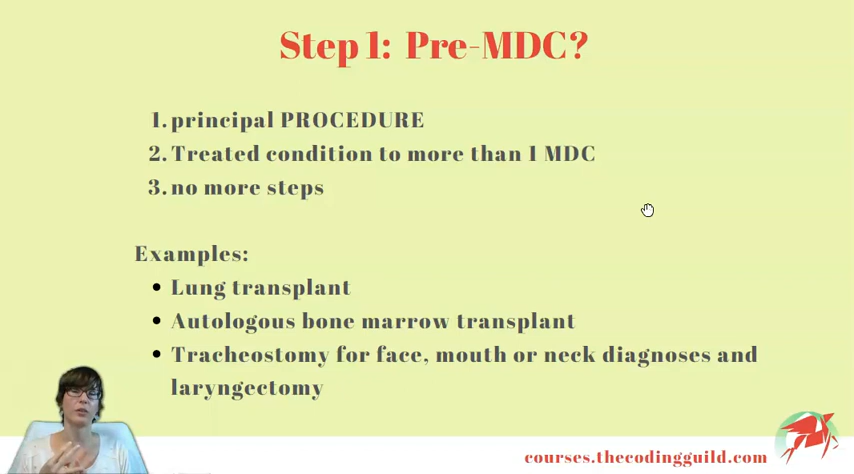 Step 1: Pre-MDC?
1. principal PROCEDURE
2. Treated condition to more than 1 MDC
3. no more steps
Examples:
• Lung transplant
• Autologous bone marrow transplant
• Tracheostomy for face, mouth or neck diagnoses and
laryngectomy
courses.thecodingguild.com